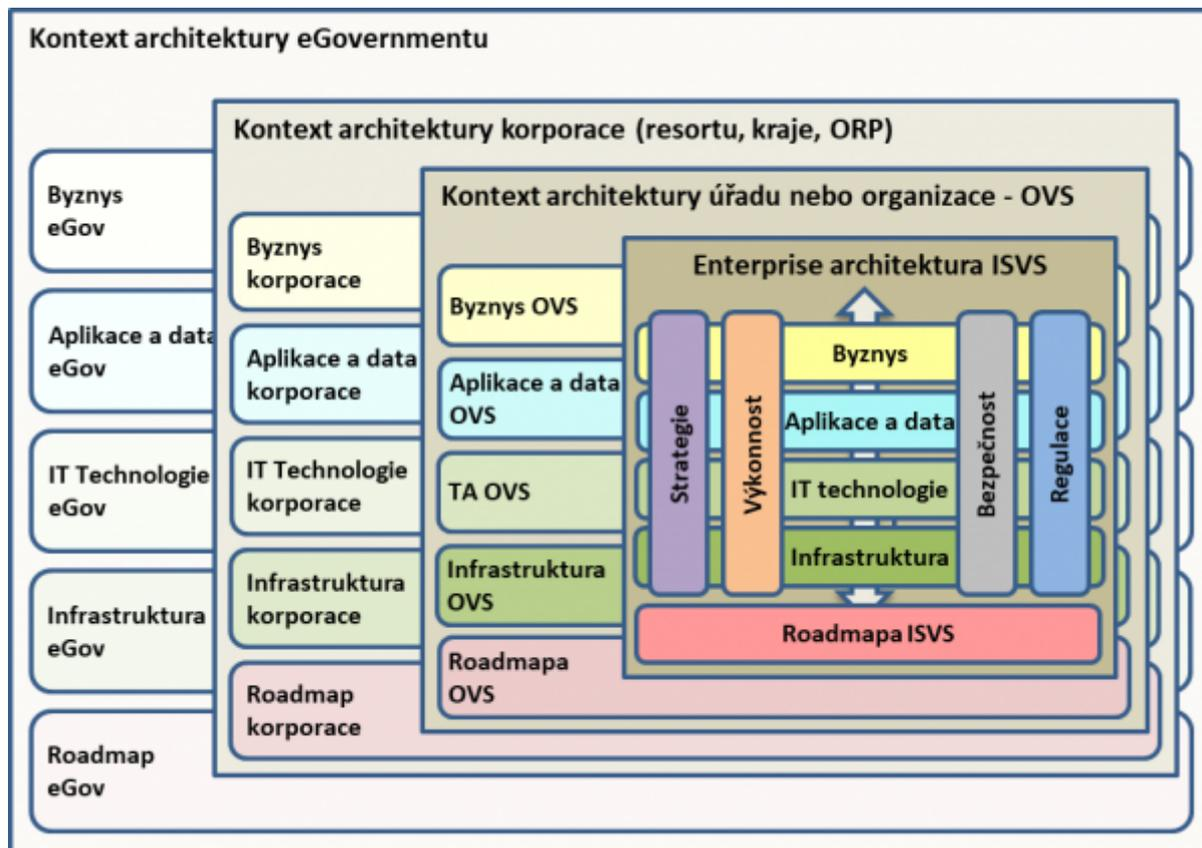 Kontext architektury eGovernmentu
Kontext architektury korporace (resortu, kraje, ORP)
Kontext architektury úřadu nebo organizace - OVS
Enterprise architektura ISVS
Byznys
eGov
Aplikace a data
eGov
IT Technologie
eGov
Infrastruktura
eGov
Roadmap
eGov
Byznys
korporace
Aplikace a data
korporace
IT Technologie
korporace
Infrastruktura
korporace
Roadmap
korporace
Byznys OVS
Aplikace a data
OVS
TA OVS
Infrastruktura
OVS
Roadmapa
OVS
Strategie
Výkonnost
Byznys
Aplikace a data
IT technologie
Infrastruktura
Bezpečnost
Regulace
Roadmapa ISVS